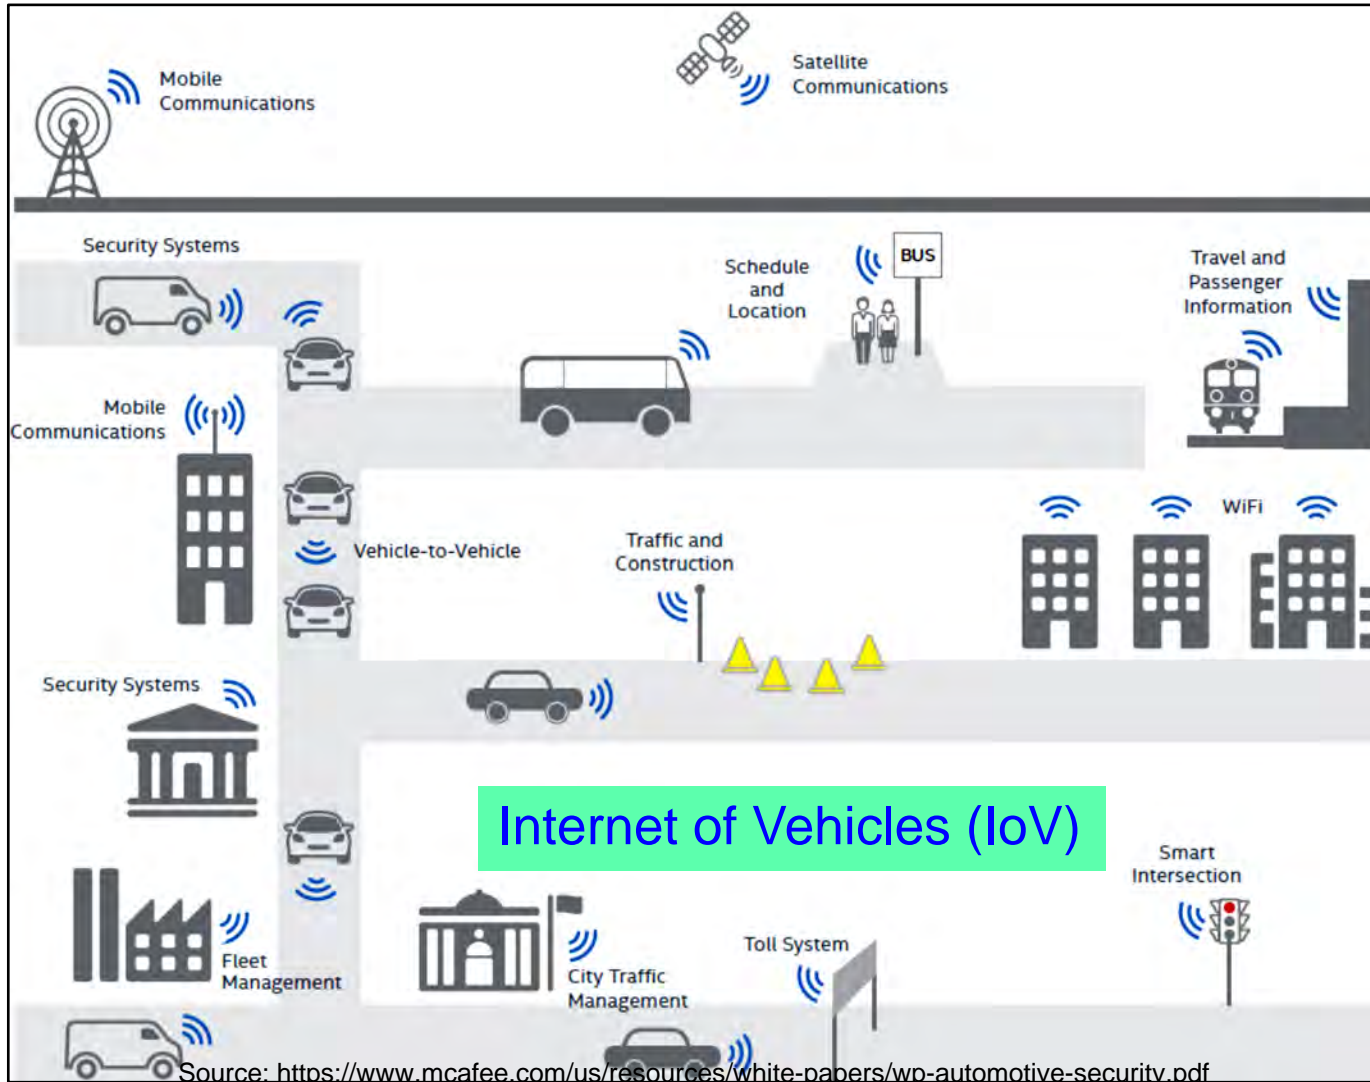 Mobile
Communications
Satellite
Communications
Security Systems
Schedule
and
Location
BUS
Travel and
Passenger
Information
Mobile
Communications
WiFi
Vehicle-to-Vehicle
Traffic and
Construction
Security Systems
Internet of Vehicles (IoV)
Smart
Intersection
Fleet
Management
City Traffic
Management
Toll System
Source: https://www.mcafee.com/us/resources/white-papers/wp-automotive-security.pdf